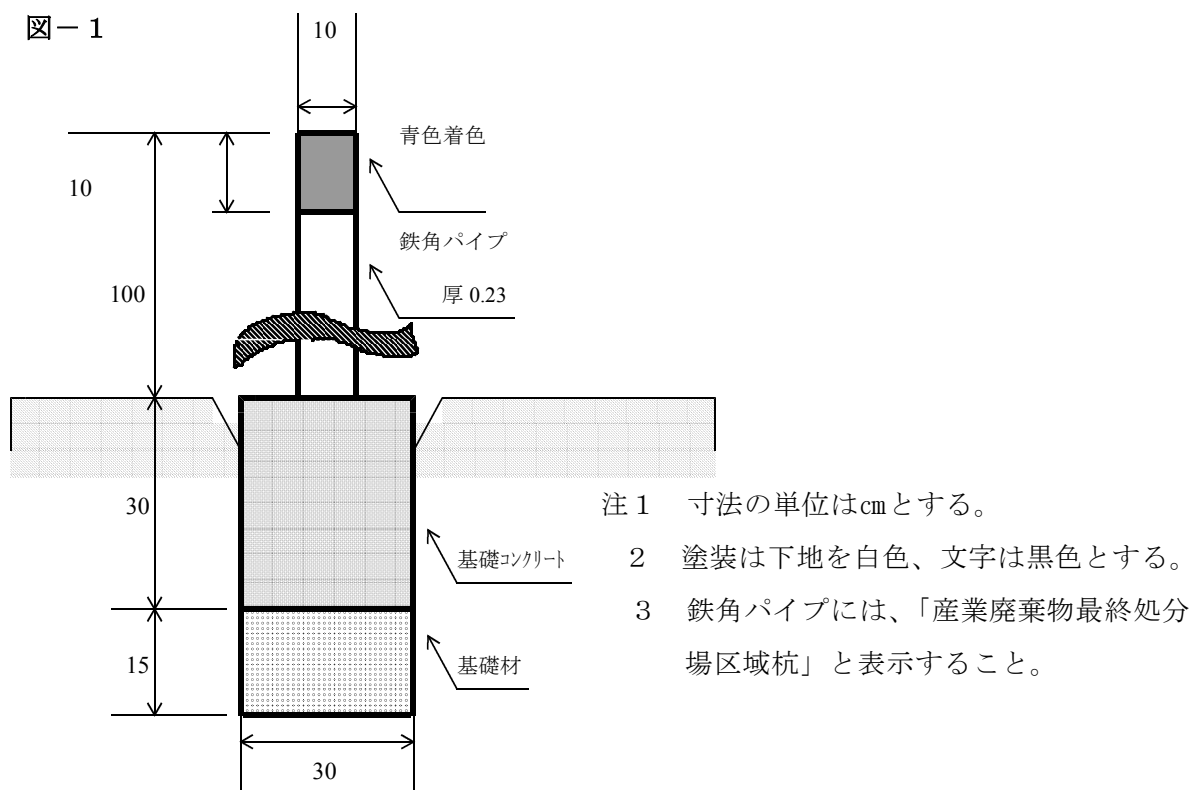 図－１
10
青色着色
10
鉄角パイプ
100
厚 0.23
30
注１　寸法の単位は㎝とする。
基礎ｺﾝｸﾘｰﾄ
２　塗装は下地を白色、文字は黒色とする。
３　鉄角パイプには、「産業廃棄物最終処分
15
基礎材
場区域杭」と表示すること。
30